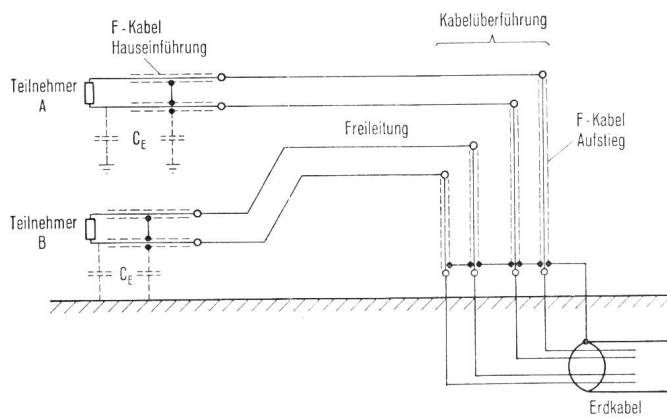 F-Kabel
Hauseinführung
Kabelüberführung
Teilnehmer
A
C_E
Freileitung
F-Kabel
Aufstieg
Teilnehmer
B
C_E
Erdkabel